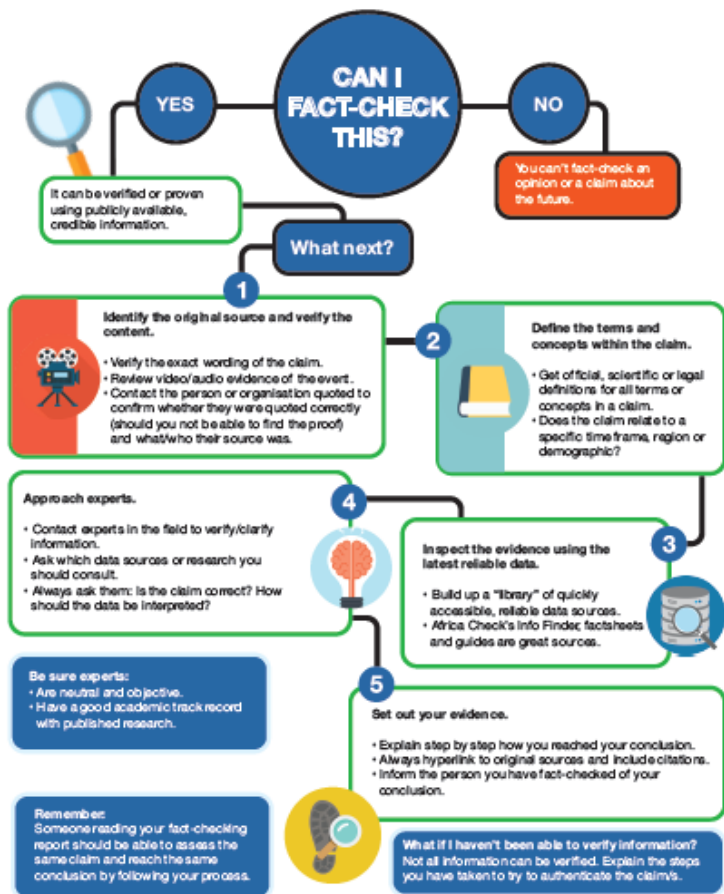 CAN I
FACT-CHECK
THIS?
YES
NO
It can be verified or proven
using publicly available,
credible information.
You can't fact-check an
opinion or a claim about
the future.
What next?
1
Identify the original source and verify the
content.
• Verify the exact wording of the claim.
• Review video/audio evidence of the event.
• Contact the person or organisation quoted to
confirm whether they were quoted correctly
(should you not be able to find the proof)
and what/who their source was.
2
Define the terms and
concepts within the claim.
• Get official, scientific or legal
definitions for all terms or
concepts in a claim.
• Does the claim relate to a
specific time frame, region or
demographic?
3
Inspect the evidence using the
latest reliable data.
• Build up a "library" of quickly
accessible, reliable data sources.
• Africa Check's Info Finder, factsheets
and guides are great sources.
4
Approach experts.
• Contact experts in the field to verify/clarify
information.
• Ask which data sources or research you
should consult.
• Always ask them: Is the claim correct? How
should the data be interpreted?
Be sure experts:
• Are neutral and objective.
• Have a good academic track record
with published research.
5
Set out your evidence.
• Explain step by step how you reached your conclusion.
• Always hyperlink to original sources and include citations.
• Inform the person you have fact-checked of your
conclusion.
Remember:
Someone reading your fact-checking
report should be able to assess the
same claim and reach the same
conclusion by following your process.
What if I haven't been able to verify information?
Not all information can be verified. Explain the steps
you have taken to try to authenticate the claim/s.